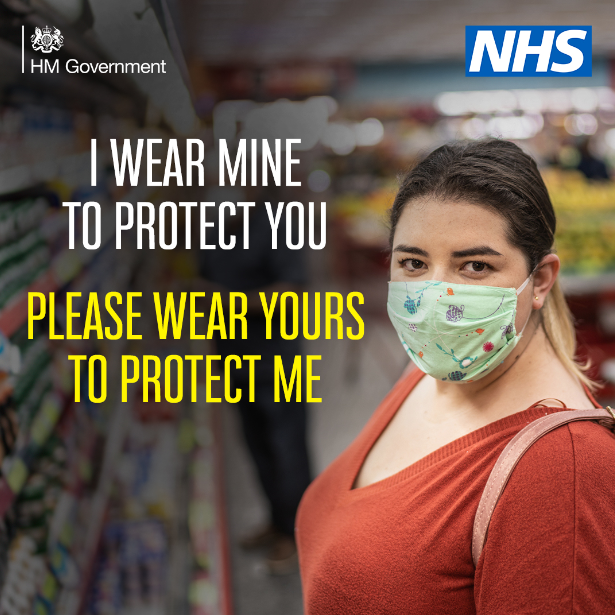 HM Government
NHS
I WEAR MINE
TO PROTECT YOU
PLEASE WEAR YOURS
TO PROTECT ME